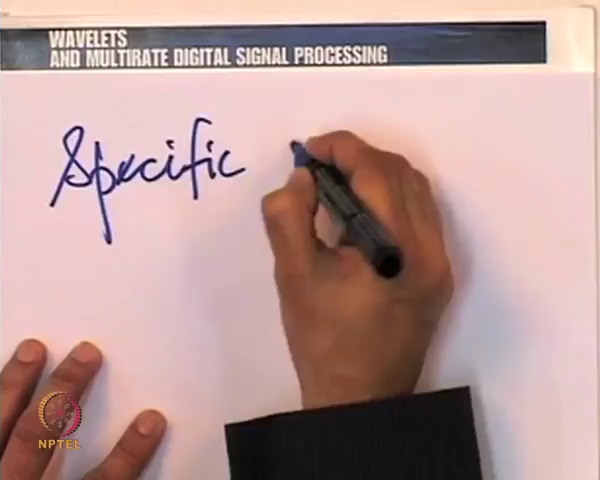 WAVELETS
AND MULTIRATE DIGITAL SIGNAL PROCESSING
Specific
NPTEL